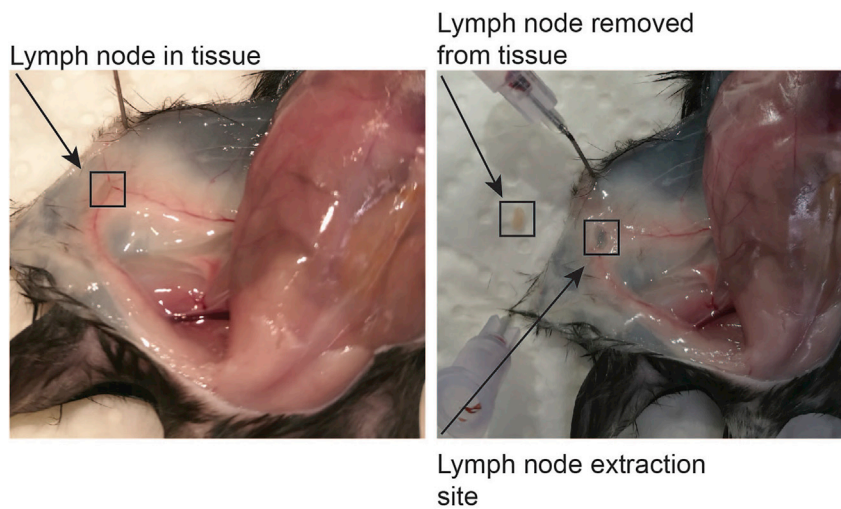 Lymph node in tissue
Lymph node removed
from tissue
Lymph node extraction
site